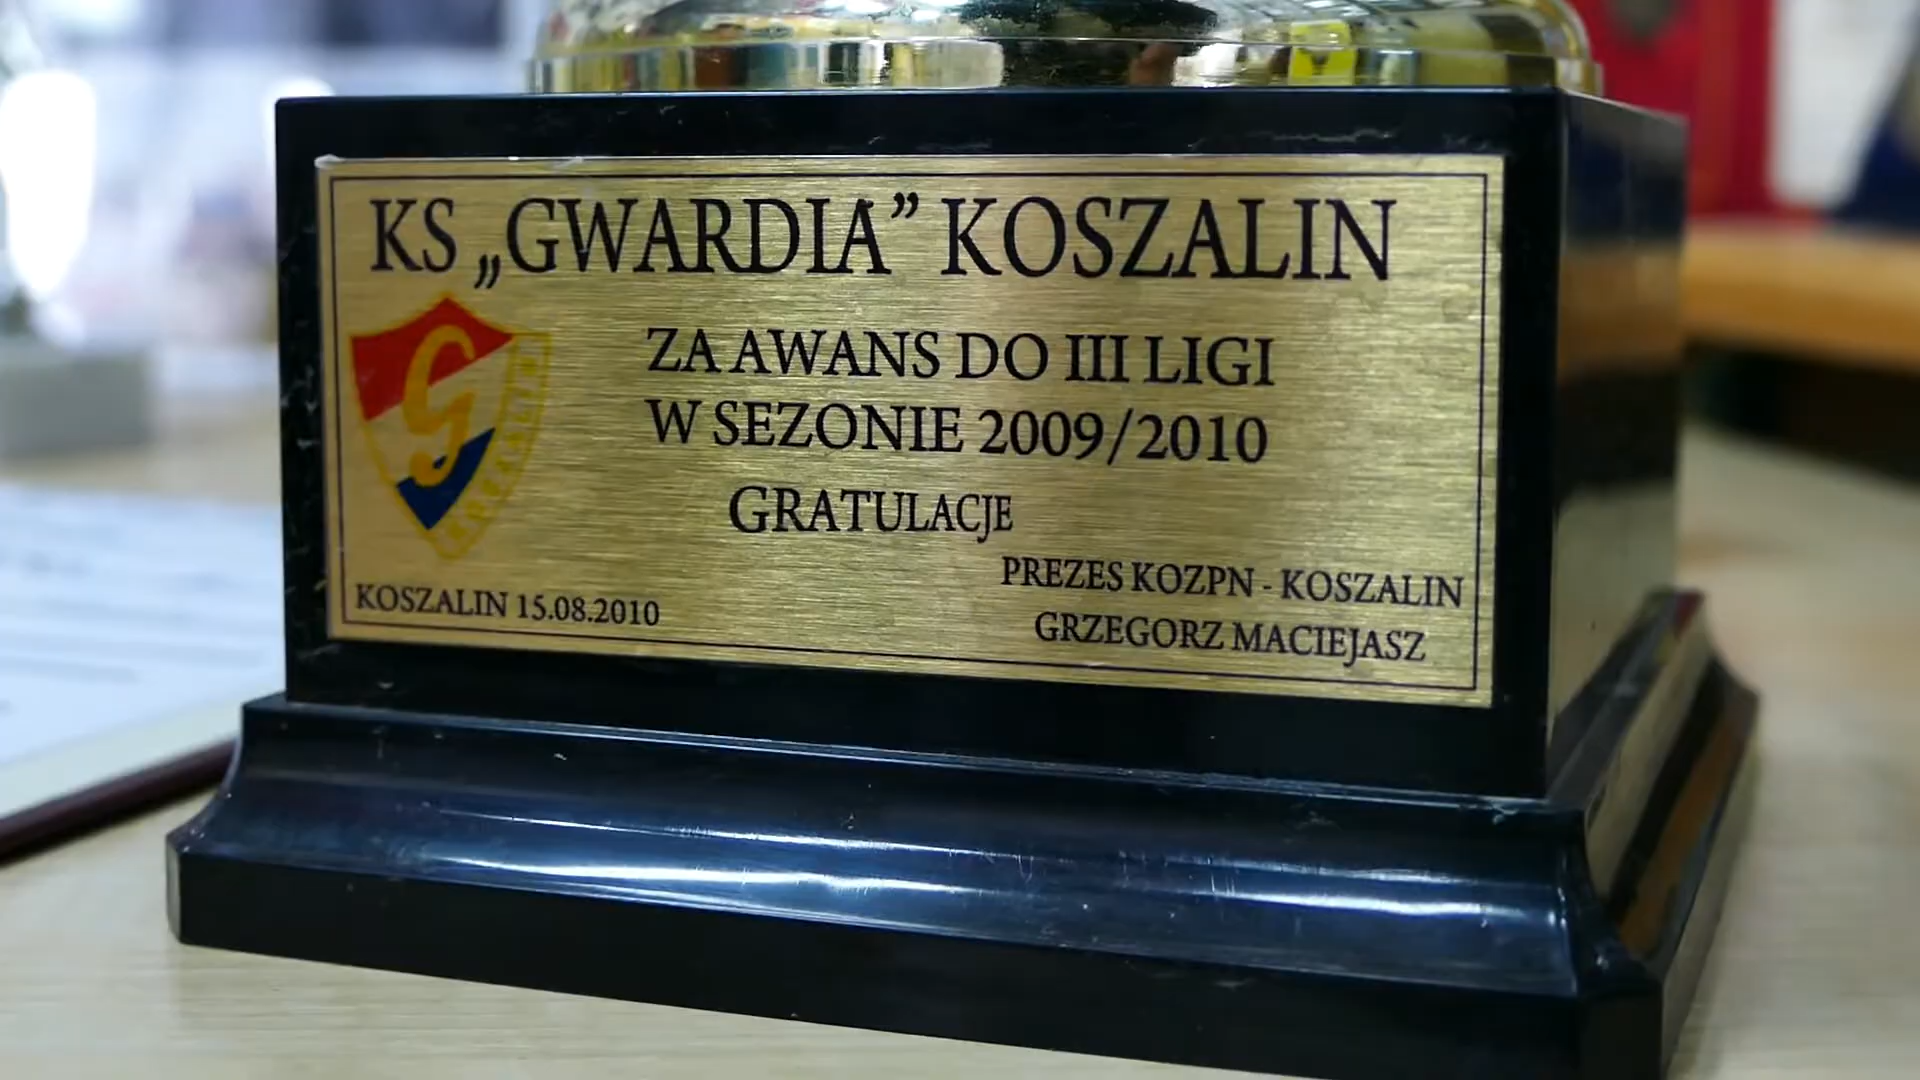 KS „GWARDIA” KOSZALIN
ZA AWANS DO III LIGI
W SEZONIE 2009/2010
GRATULACJE
PREZES KOZPN - KOSZALIN
GRZEGORZ MACIEJASZ
KOSZALIN 15.08.2010
G
KOSZALIN